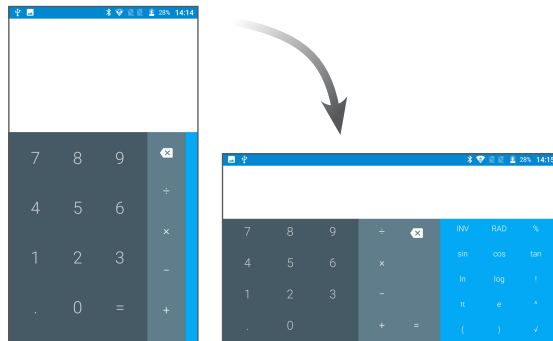 28% 14:14
7 8 9
÷
4 5 6
×
1 2 3
−
. 0 = +
28% 14:15
7 8 9 ÷ INV RAD %
4 5 6 × sin cos tan
1 2 3 − ln log !
π e ^
. 0 + = ( ) √